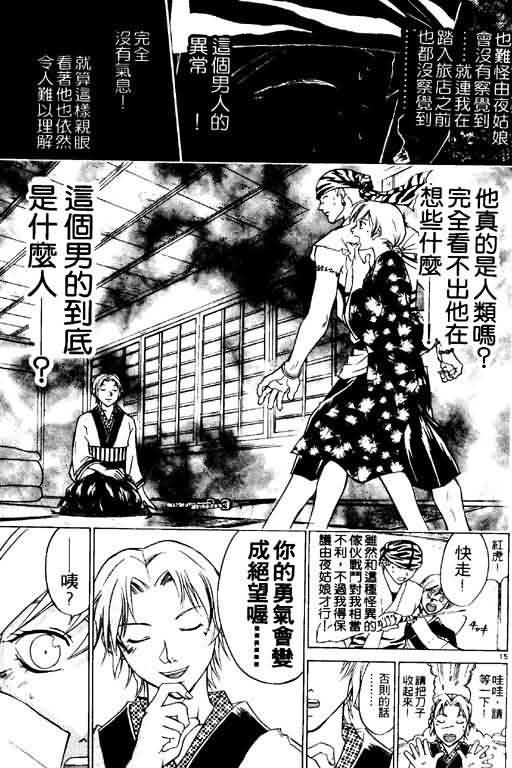 也難怪由夜姑娘
會沒有察覺到
……就連我在
踏入旅店之前
也都沒察覺到
…………
這個男人的
異常！
完全
沒有氣息！
就算這樣親眼
看著他也依然
令人難以理解
他真的是人類嗎？
完全看不出他在
想些什麼——
這個男的到底
是什麼人——？
紅虎！
快走！
雖然和這種怪異的
傢伙戰鬥對我相當
不利，不過我得保
護由夜姑娘才行！
15
哇哇，請
等一下！
請把刀子
收起來！
否則的話
你的勇氣會變
成絕望喔……
咦？